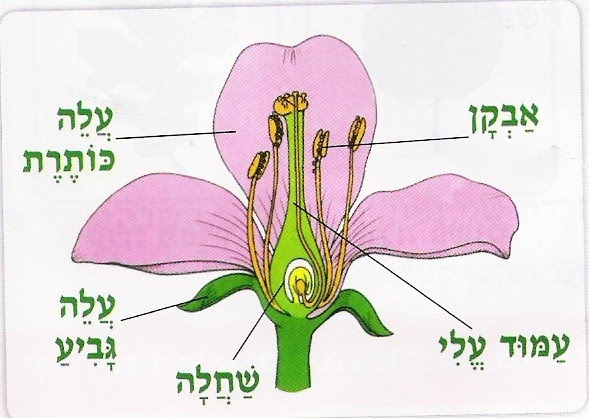 עֲלֵה
כּוֹתֶרֶת
אַבְקָן
עֲלֵה
גָּבִיעַ
שַׁחֲלָה
עַמּוּד עֱלִי